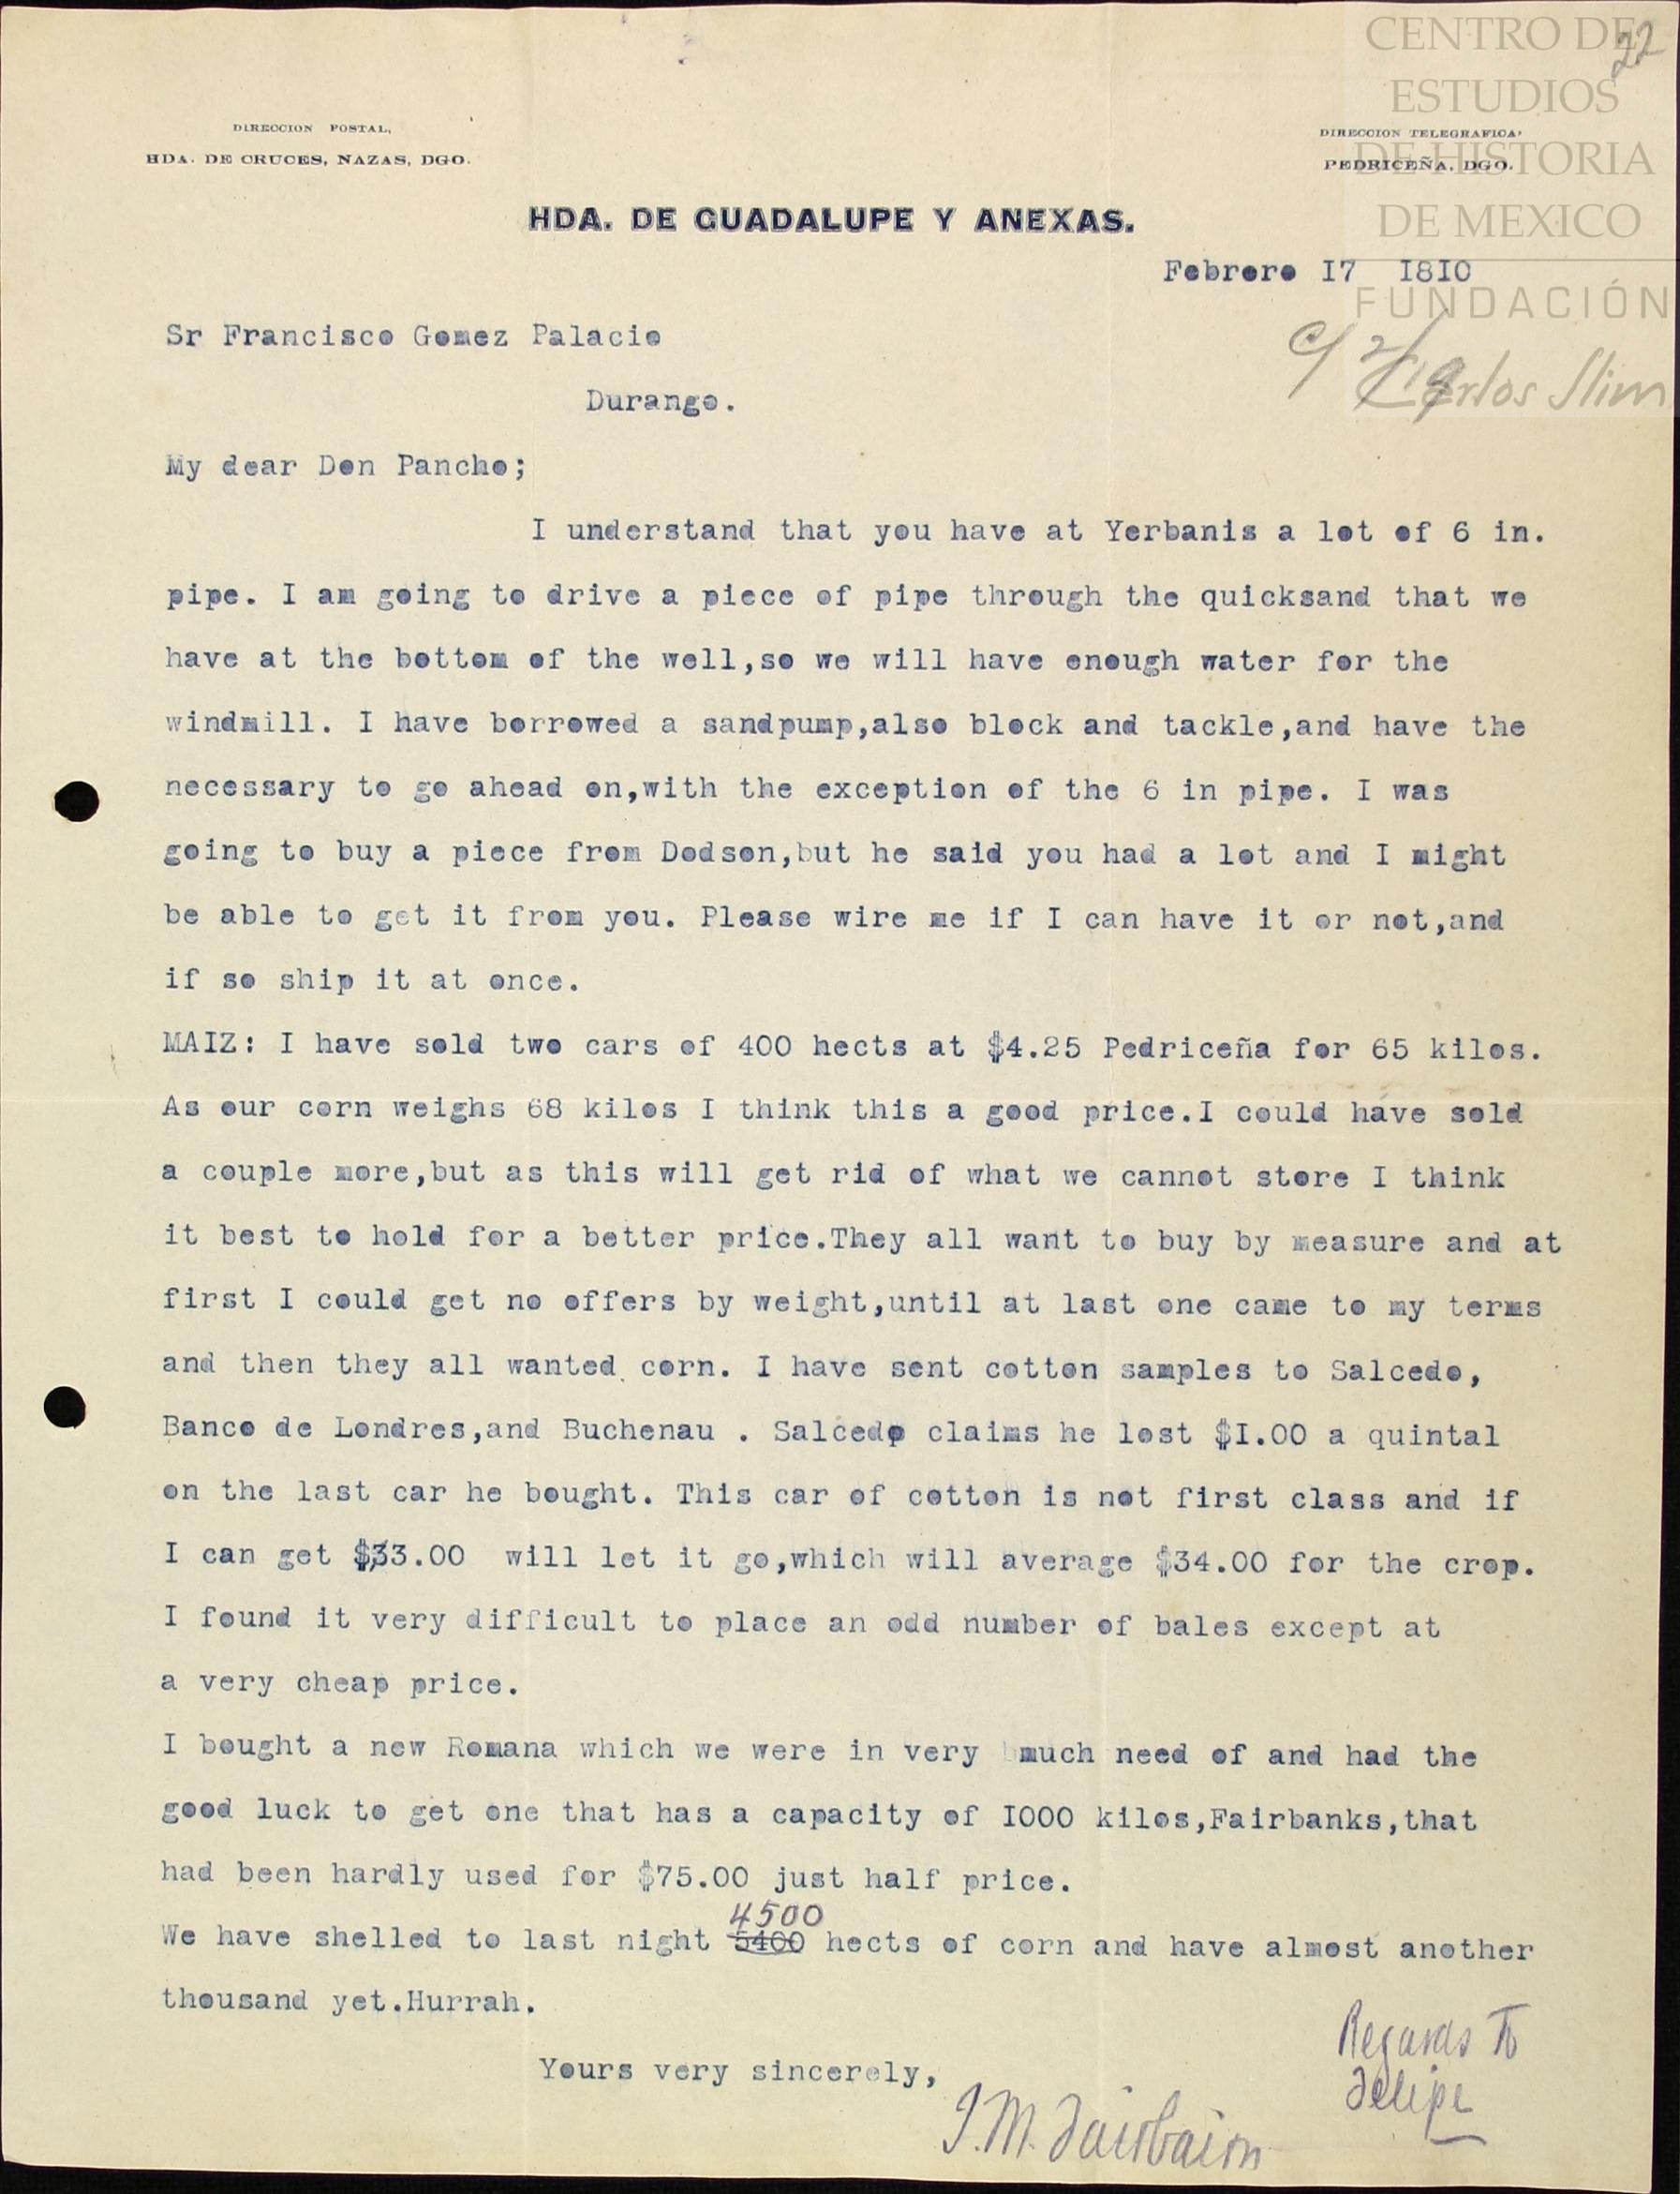 CENTRO DE
ESTUDIOS
DE HISTORIA
DE MEXICO
FUNDACIÓN
Carlos Slim
22
DIRECCION POSTAL,
HDA. DE CRUCES, NAZAS, DGO.
DIRECCION TELEGRAFICA,
PEDRICEÑA, DGO.
HDA. DE GUADALUPE Y ANEXAS.
Febrero I7 I8IO
Sr Francisco Gomez Palacio
Durango.
My dear Don Pancho;
I understand that you have at Yerbanis a lot of 6 in.
pipe. I am going to drive a piece of pipe through the quicksand that we
have at the bottom of the well,so we will have enough water for the
windmill. I have borrowed a sandpump,also block and tackle,and have the
necessary to go ahead on,with the exception of the 6 in pipe. I was
going to buy a piece from Dodson,but he said you had a lot and I might
be able to get it from you. Please wire me if I can have it or not,and
if so ship it at once.
MAIZ: I have sold two cars of 400 hects at $4.25 Pedriceña for 65 kilos.
As our corn weighs 68 kilos I think this a good price.I could have sold
a couple more,but as this will get rid of what we cannot store I think
it best to hold for a better price.They all want to buy by measure and at
first I could get no offers by weight,until at last one came to my terms
and then they all wanted corn. I have sent cotton samples to Salcedo,
Banco de Londres,and Buchenau . Salcedo claims he lost $I.00 a quintal
on the last car he bought. This car of cotton is not first class and if
I can get $33.00 will let it go,which will average $34.00 for the crop.
I found it very difficult to place an odd number of bales except at
a very cheap price.
I bought a new Romana which we were in very much need of and had the
good luck to get one that has a capacity of I000 kilos,Fairbanks,that
had been hardly used for $75.00 just half price.
4500
We have shelled to last night 5400 hects of corn and have almost another
thousand yet.Hurrah.
Yours very sincerely,
J.M. Fairbairn
Regards to
Felipe